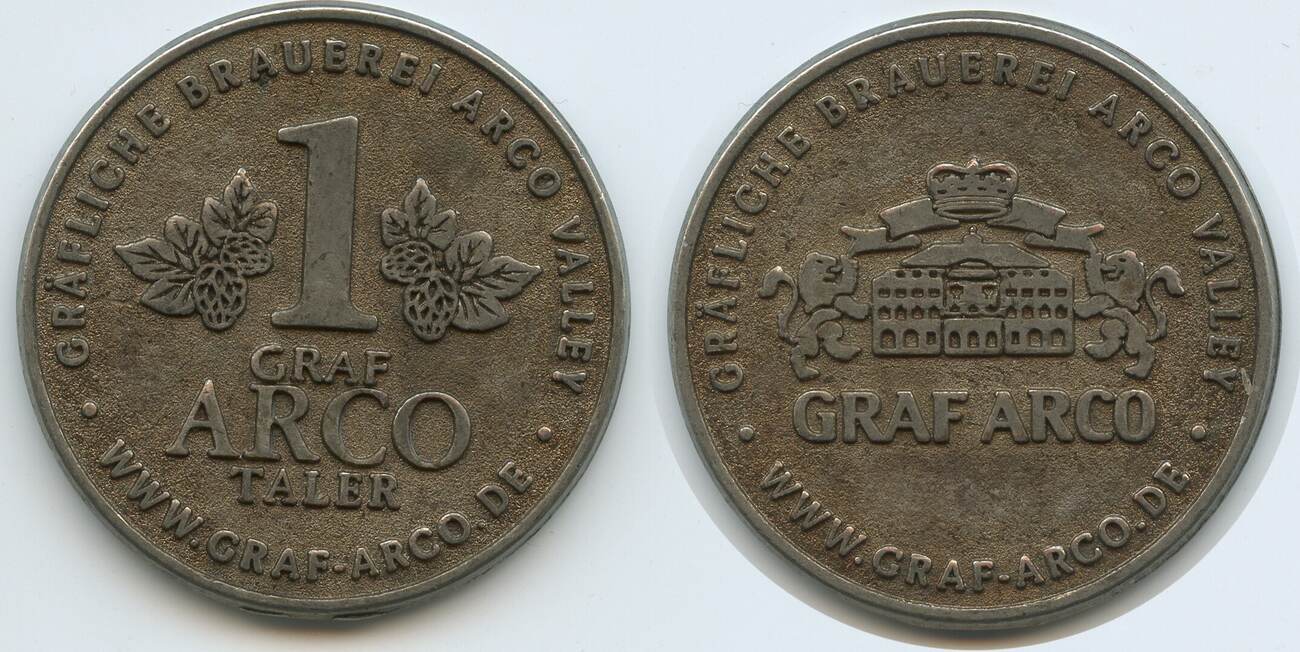 GRÄFLICHE BRAUEREI ARCO VALLEY
1
GRAF
ARCO
TALER
• WWW.GRAF-ARCO.DE •
GRÄFLICHE BRAUEREI ARCO VALLEY
GRAF ARCO
• WWW.GRAF-ARCO.DE •